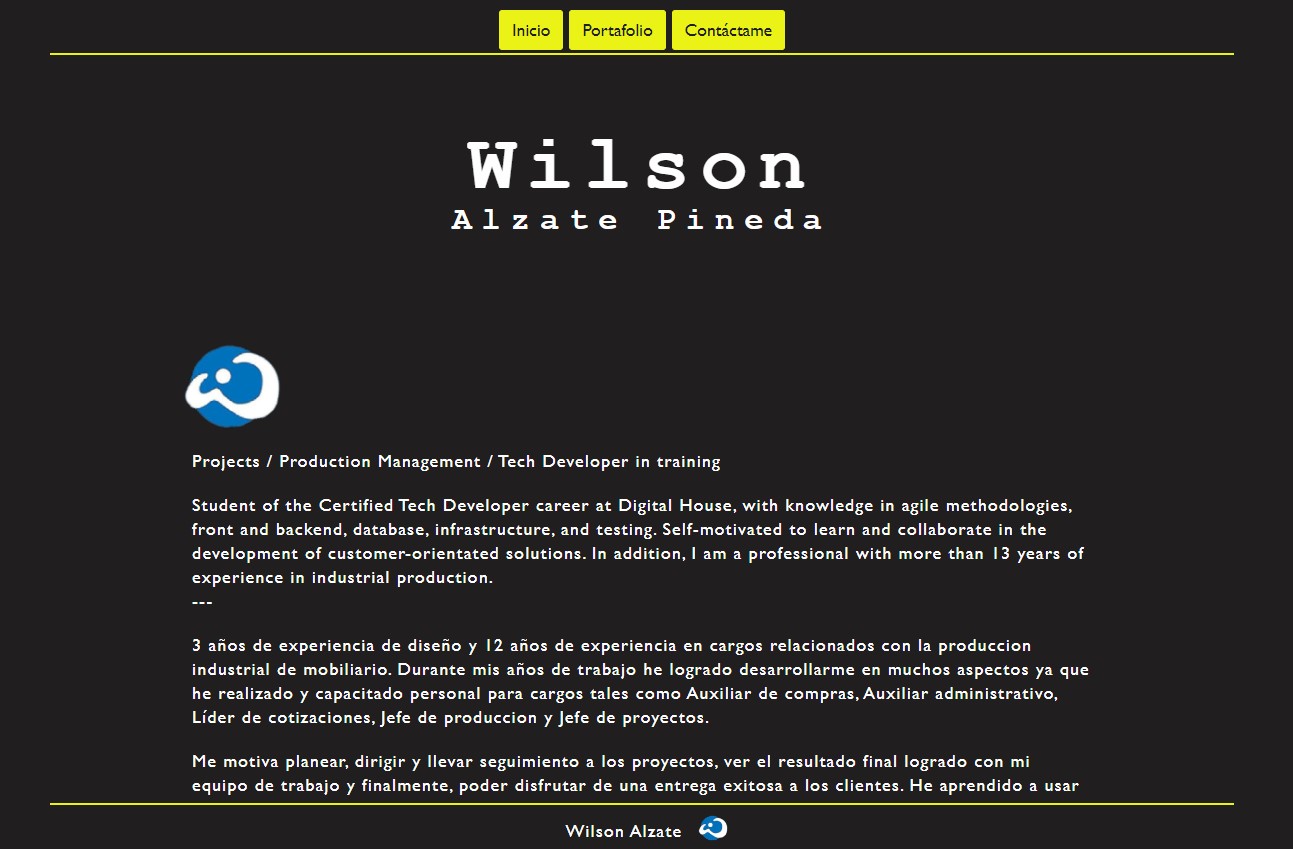 Inicio Portafolio Contáctame
Wilson
Alzate Pineda
Projects / Production Management / Tech Developer in training
Student of the Certified Tech Developer career at Digital House, with knowledge in agile methodologies,
front and backend, database, infrastructure, and testing. Self-motivated to learn and collaborate in the
development of customer-orientated solutions. In addition, I am a professional with more than 13 years of
experience in industrial production.
---
3 años de experiencia de diseño y 12 años de experiencia en cargos relacionados con la produccion
industrial de mobiliario. Durante mis años de trabajo he logrado desarrollarme en muchos aspectos ya que
he realizado y capacitado personal para cargos tales como Auxiliar de compras, Auxiliar administrativo,
Líder de cotizaciones, Jefe de produccion y Jefe de proyectos.
Me motiva planear, dirigir y llevar seguimiento a los proyectos, ver el resultado final logrado con mi
equipo de trabajo y finalmente, poder disfrutar de una entrega exitosa a los clientes. He aprendido a usar
Wilson Alzate